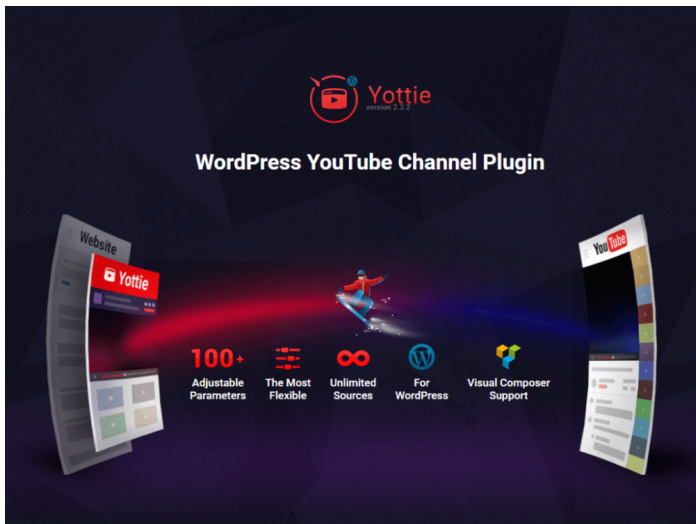 Yottie
version 2.3.2
WordPress YouTube Channel Plugin
Website
Yottie
YouTube
100+
Adjustable
Parameters
The Most
Flexible
Unlimited
Sources
For
WordPress
Visual Composer
Support